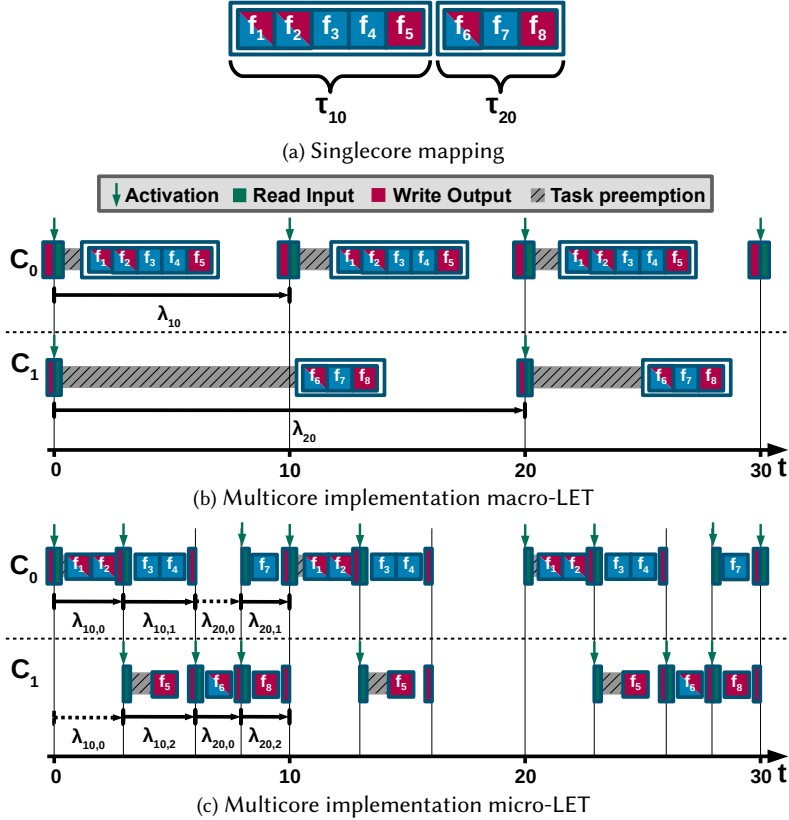 f1 f2 f3 f4 f5 f6 f7 f8
τ10 τ20
(a) Singlecore mapping
Activation Read Input Write Output Task preemption
C0 f1 f2 f3 f4 f5 f1 f2 f3 f4 f5 f1 f2 f3 f4 f5
λ10
C1 f6 f7 f8 f6 f7 f8
λ20
0 10 20 30 t
(b) Multicore implementation macro-LET
C0 f1 f2 f3 f4 f7 f1 f2 f3 f4 f1 f2 f3 f4 f7
λ10,0 λ10,1 λ20,0 λ20,1
C1 f5 f6 f8 f5 f5 f6 f8
λ10,0 λ10,2 λ20,0 λ20,2
0 10 20 30 t
(c) Multicore implementation micro-LET